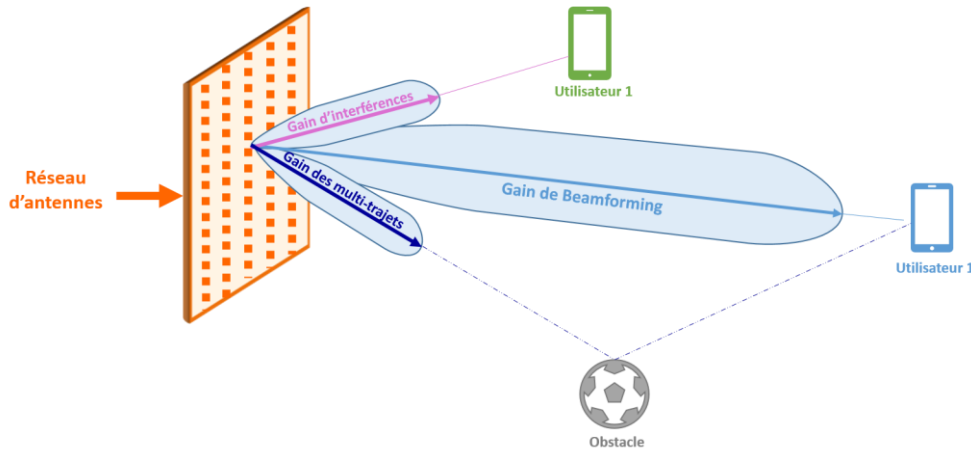 Utilisateur 1
Gain d'interférences
Gain des multi-trajets
Gain de Beamforming
Réseau
d'antennes
Utilisateur 1
Obstacle